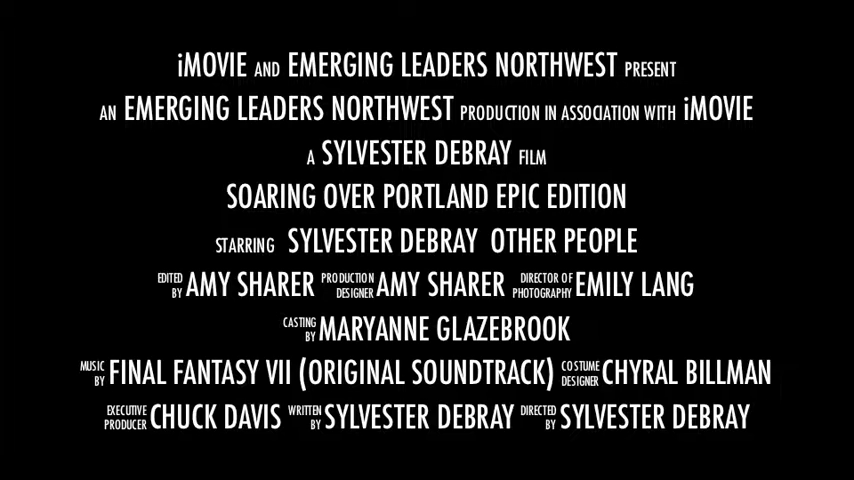 iMOVIE AND EMERGING LEADERS NORTHWEST PRESENT
AN EMERGING LEADERS NORTHWEST PRODUCTION IN ASSOCIATION WITH iMOVIE
A SYLVESTER DEBRAY FILM
SOARING OVER PORTLAND EPIC EDITION
STARRING SYLVESTER DEBRAY OTHER PEOPLE
EDITED BY AMY SHARER PRODUCTION DESIGNER AMY SHARER DIRECTOR OF PHOTOGRAPHY EMILY LANG
CASTING BY MARYANNE GLAZEBROOK
MUSIC BY FINAL FANTASY VII (ORIGINAL SOUNDTRACK) COSTUME DESIGNER CHYRAL BILLMAN
EXECUTIVE PRODUCER CHUCK DAVIS WRITTEN BY SYLVESTER DEBRAY DIRECTED BY SYLVESTER DEBRAY